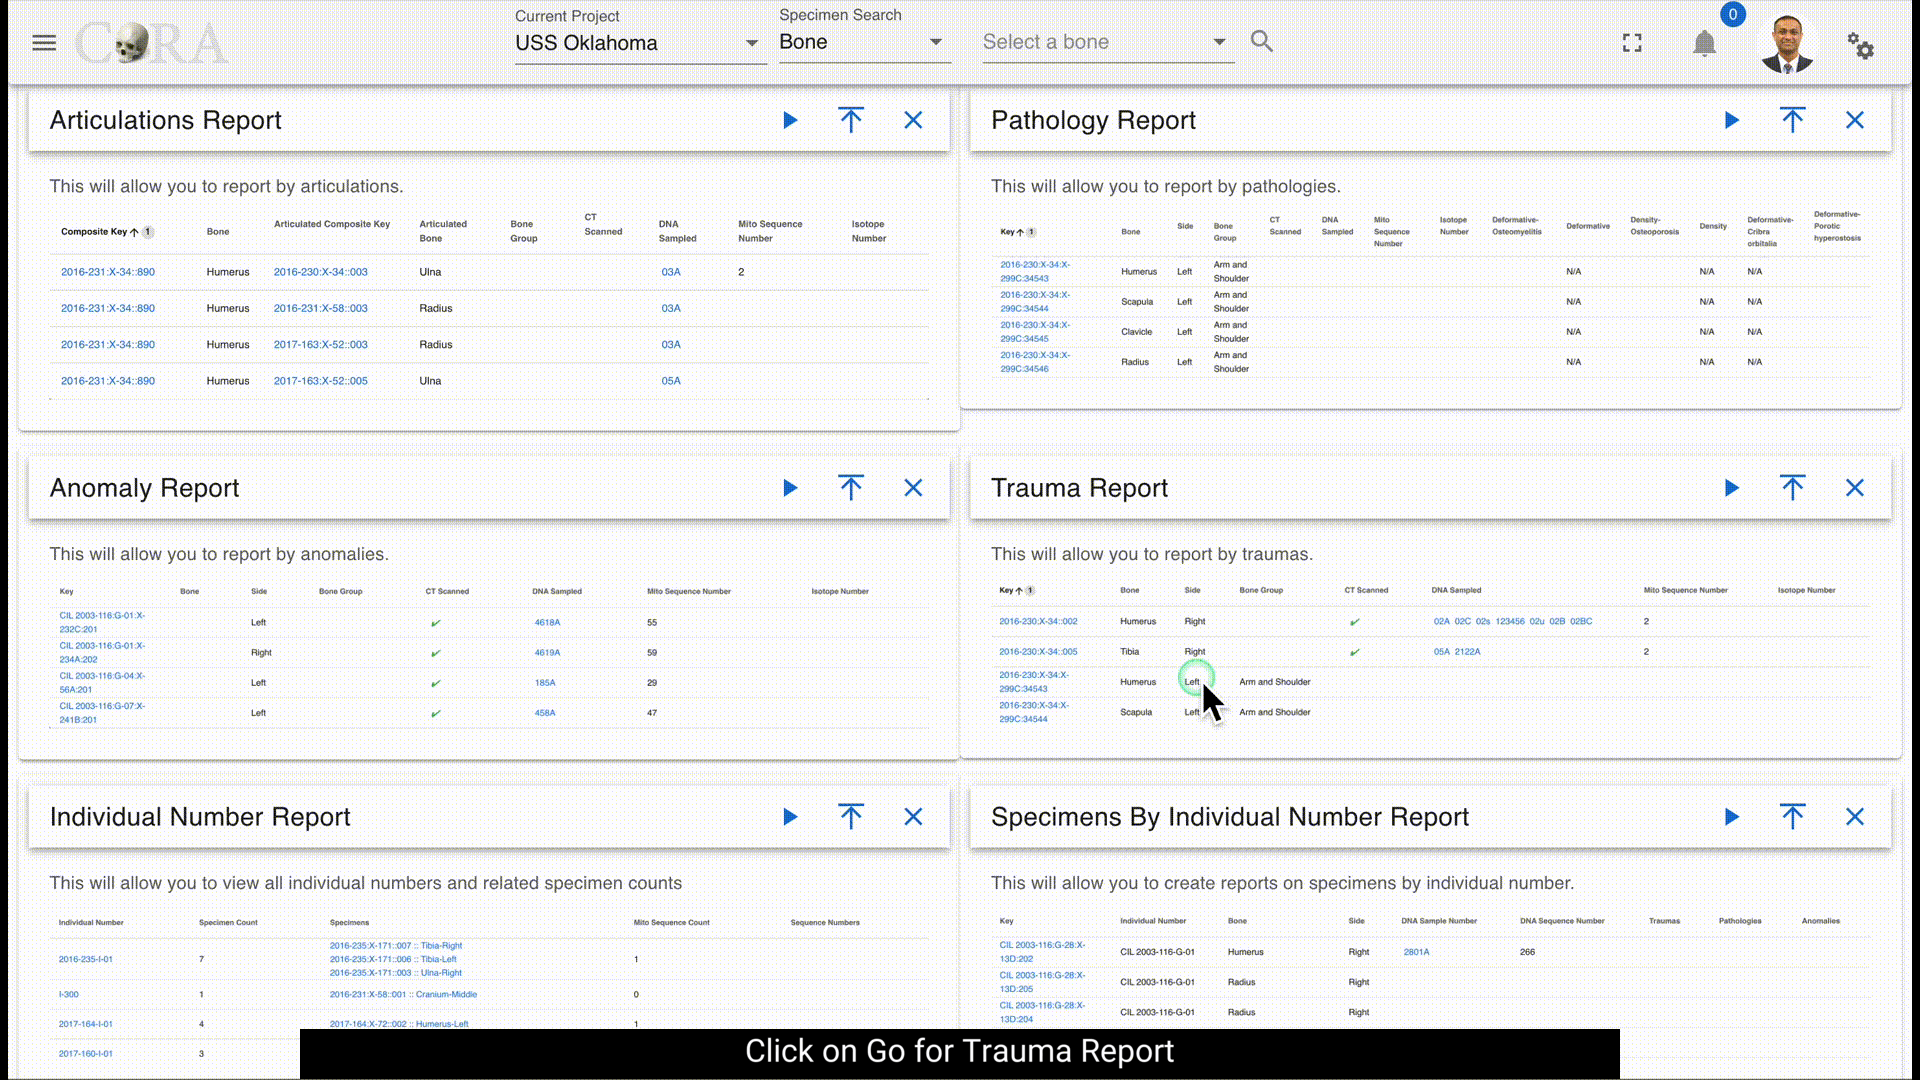 CORA
Current Project
USS Oklahoma
Specimen Search
Bone
Select a bone
0
Articulations Report
This will allow you to report by articulations.
Composite Key 1 Bone Articulated Composite Key Articulated Bone Bone Group CT Scanned DNA Sampled Mito Sequence Number Isotope Number
2016-231:X-34::890 Humerus 2016-230:X-34::003 Ulna 03A 2
2016-231:X-34::890 Humerus 2016-231:X-58::003 Radius 03A
2016-231:X-34::890 Humerus 2017-163:X-52::003 Radius 03A
2016-231:X-34::890 Humerus 2017-163:X-52::005 Ulna 05A
Pathology Report
This will allow you to report by pathologies.
Key 1 Bone Side Bone Group CT Scanned DNA Sampled Mito Sequence Number Isotope Number Deformative-Osteomyelitis Deformative Density-Osteoporosis Density Deformative-Cribra orbitalia Deformative-Porotic hyperostosis
2016-230:X-34:X-299C:34543 Humerus Left Arm and Shoulder N/A N/A N/A
2016-230:X-34:X-299C:34544 Scapula Left Arm and Shoulder N/A N/A N/A
2016-230:X-34:X-299C:34545 Clavicle Left Arm and Shoulder N/A N/A N/A
2016-230:X-34:X-299C:34546 Radius Left Arm and Shoulder N/A N/A N/A
Anomaly Report
This will allow you to report by anomalies.
Key Bone Side Bone Group CT Scanned DNA Sampled Mito Sequence Number Isotope Number
CIL 2003-116:G-01:X-232C:201 Left 4618A 55
CIL 2003-116:G-01:X-234A:202 Right 4619A 59
CIL 2003-116:G-04:X-56A:201 Left 185A 29
CIL 2003-116:G-07:X-241B:201 Left 458A 47
Trauma Report
This will allow you to report by traumas.
Key 1 Bone Side Bone Group CT Scanned DNA Sampled Mito Sequence Number Isotope Number
2016-230:X-34::002 Humerus Right 02A 02C 02s 123456 02u 02B 02BC 2
2016-230:X-34::005 Tibia Right 05A 2122A 2
2016-230:X-34:X-299C:34543 Humerus Left Arm and Shoulder
2016-230:X-34:X-299C:34544 Scapula Left Arm and Shoulder
Individual Number Report
This will allow you to view all individual numbers and related specimen counts
Individual Number Specimen Count Specimens Mito Sequence Count Sequence Numbers
2016-235-I-01 7 2016-235:X-171::007 :: Tibia-Right 2016-235:X-171::006 :: Tibia-Left 2016-235:X-171::003 :: Ulna-Right 1
I-300 1 2016-231:X-58::001 :: Cranium-Middle 0
2017-164-I-01 4 2017-164:X-72::002 :: Humerus-Left 1
2017-160-I-01 3
Specimens By Individual Number Report
This will allow you to create reports on specimens by individual number.
Key Individual Number Bone Side DNA Sample Number DNA Sequence Number Traumas Pathologies Anomalies
CIL 2003-116:G-28:X-13D:202 CIL 2003-116-G-01 Humerus Right 2801A 266
CIL 2003-116:G-28:X-13D:205 CIL 2003-116-G-01 Radius Right
CIL 2003-116:G-28:X-13D:204 CIL 2003-116-G-01 Radius Right
Click on Go for Trauma Report